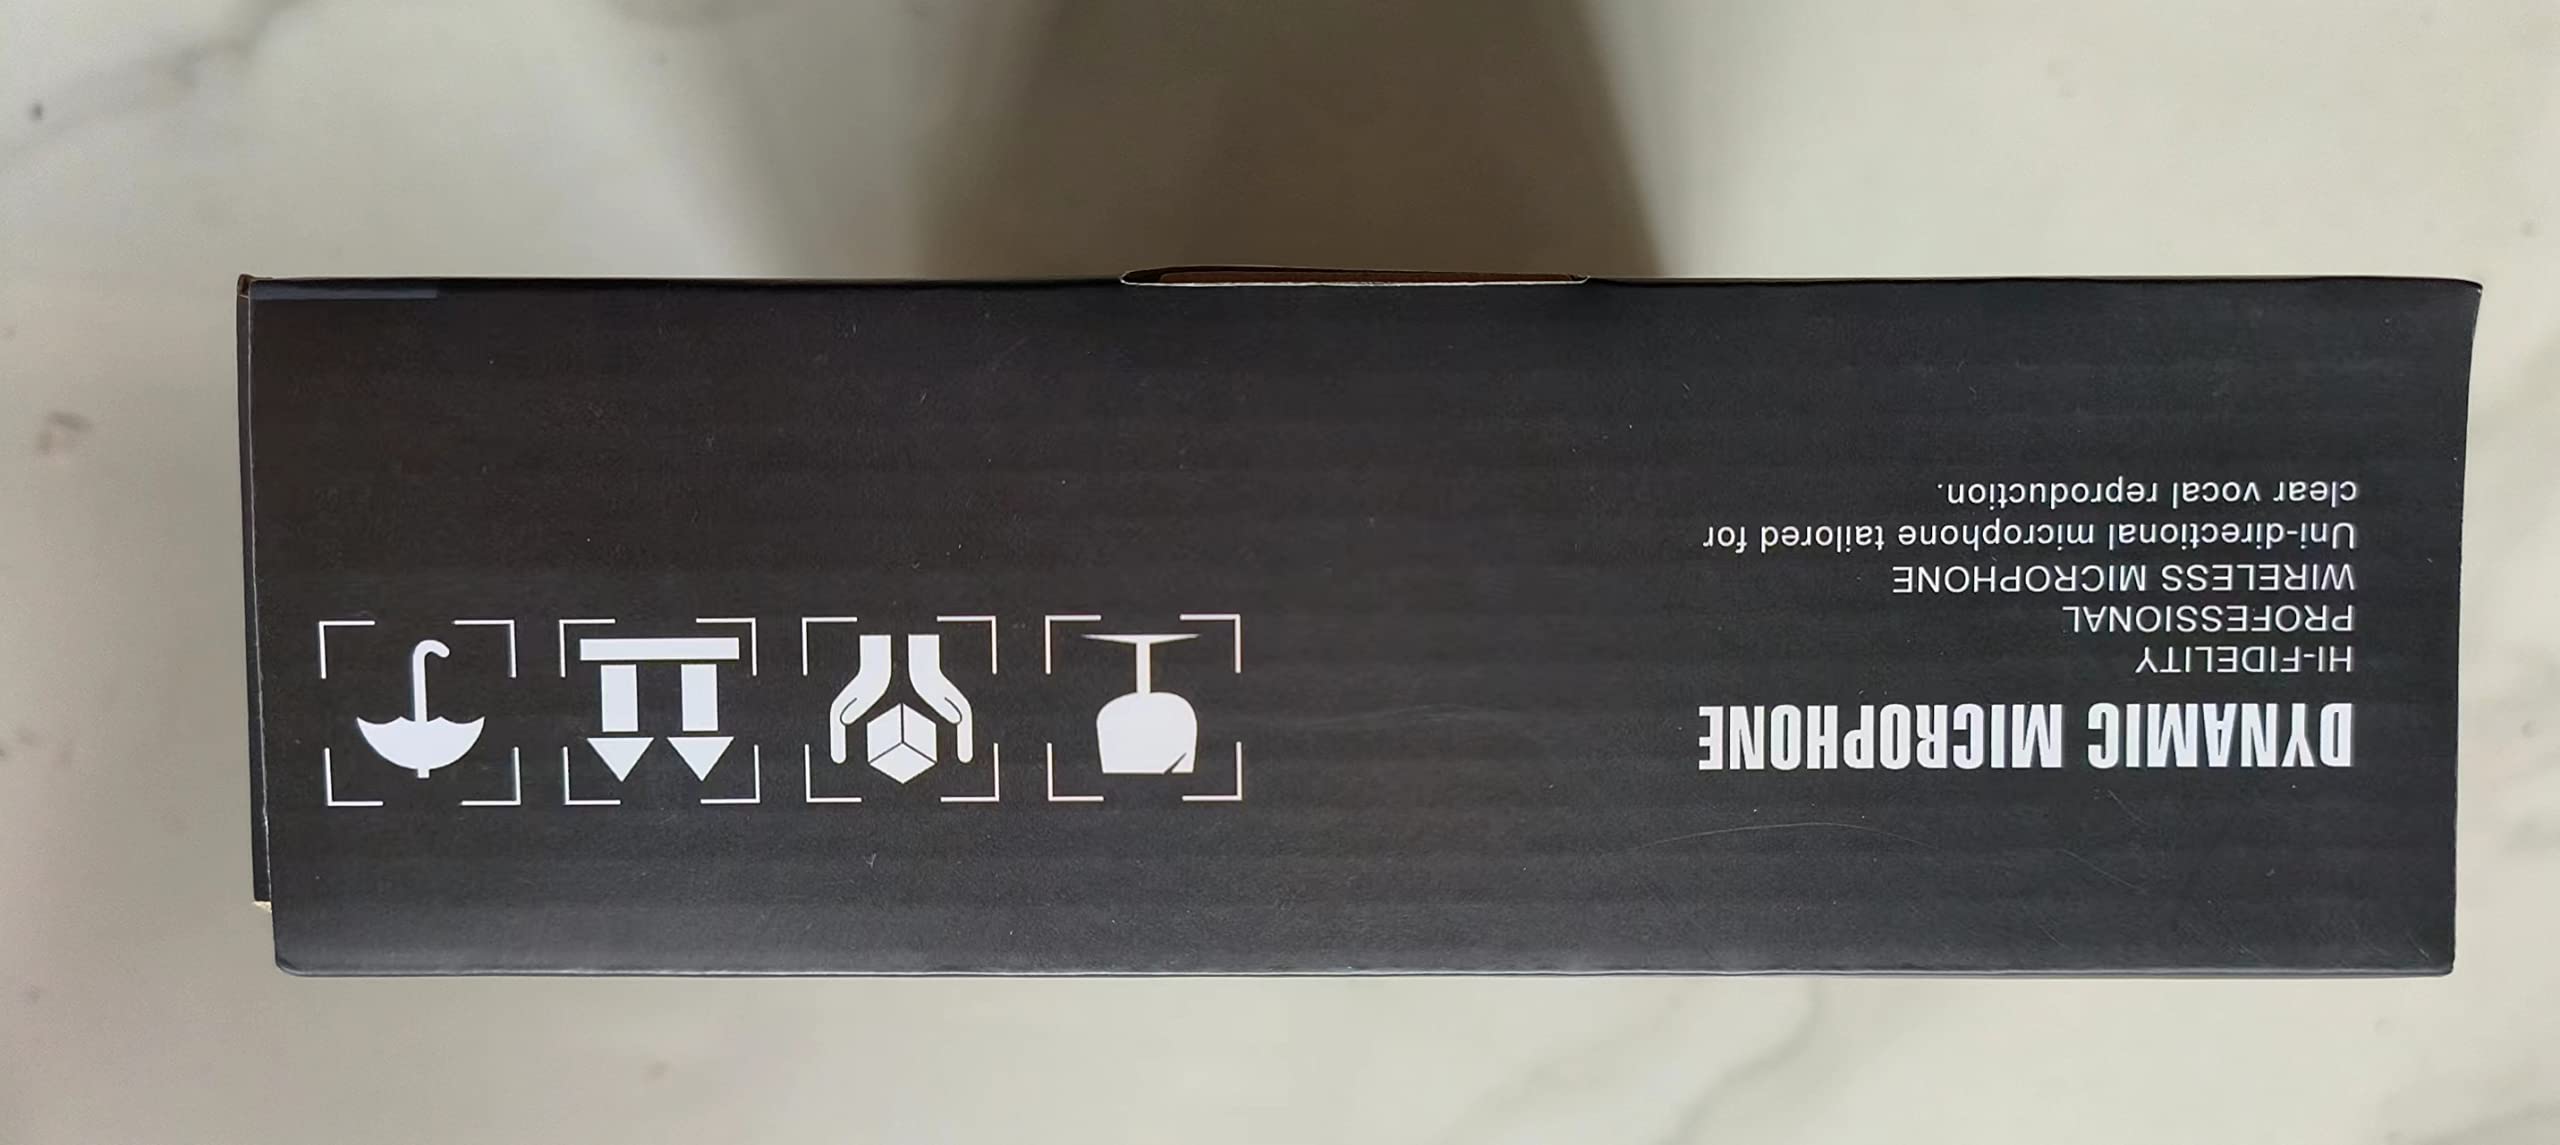 DYNAMIC MICROPHONE
HI-FIDELITY
PROFESSIONAL
WIRELESS MICROPHONE
Uni-directional microphone tailored for
clear vocal reproduction.